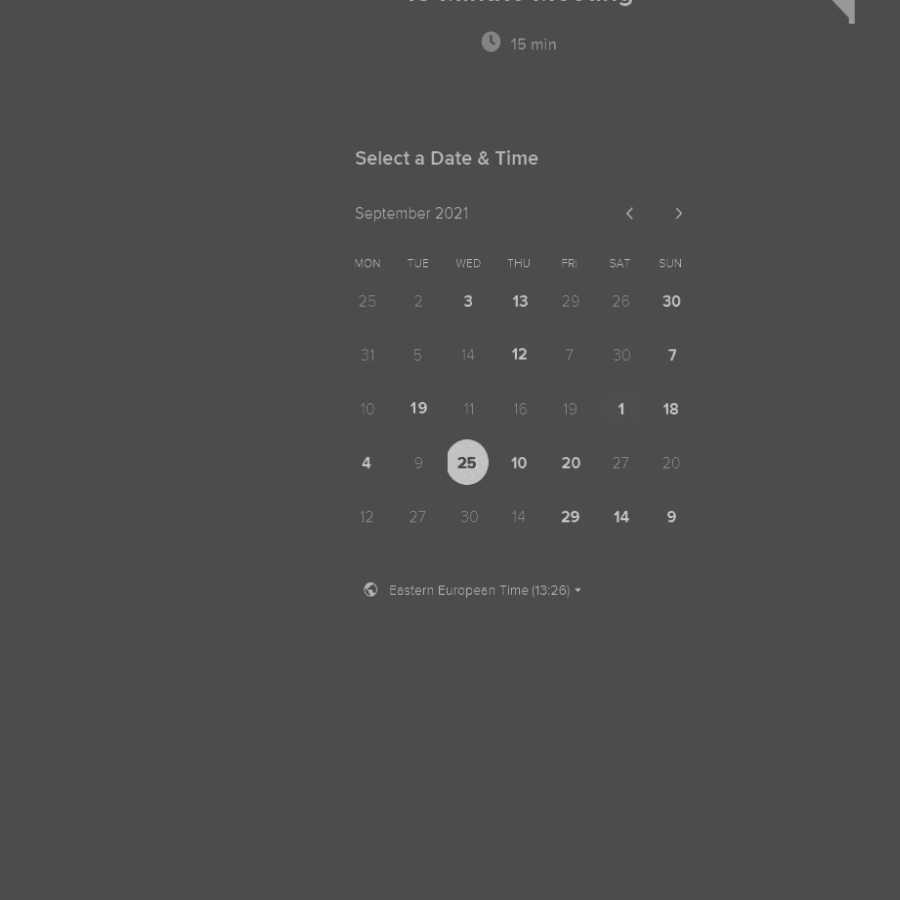 15 min
Select a Date & Time
September 2021
MON TUE WED THU FRI SAT SUN
25 2 3 13 29 26 30
31 5 14 12 7 30 7
10 19 11 16 19 1 18
4 9 25 10 20 27 20
12 27 30 14 29 14 9
Eastern European Time (13:26)